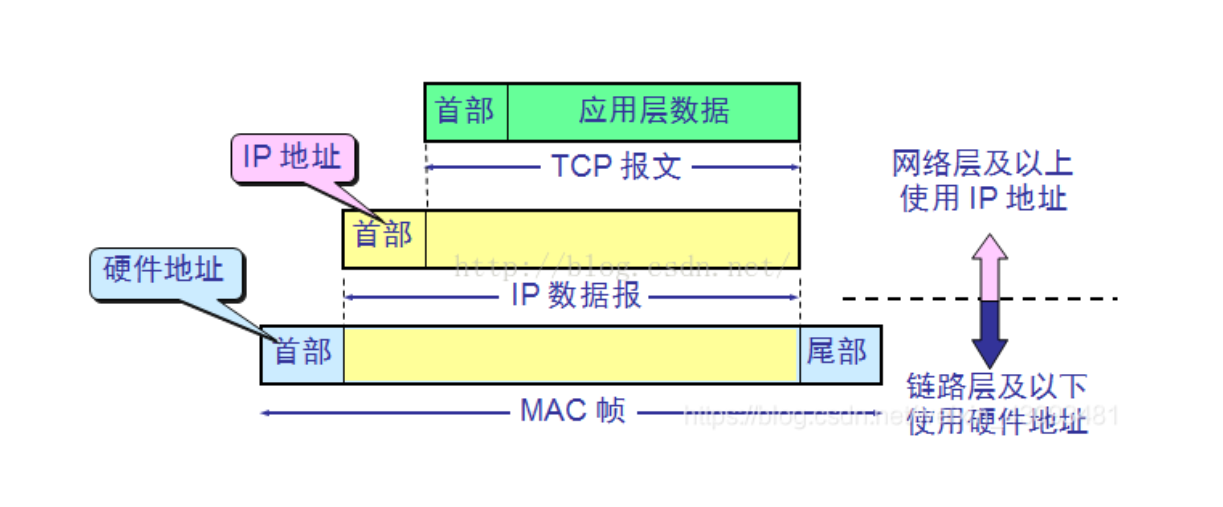 首部 应用层数据
IP 地址
TCP 报文
网络层及以上
使用 IP 地址
首部
http://blog.csdn.net/
硬件地址
IP 数据报
首部 尾部
MAC 帧
链路层及以下
使用硬件地址
https://blog.csdn.net/